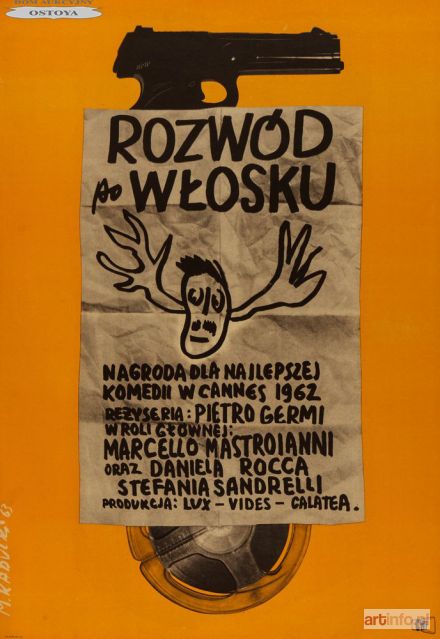 DOM AUKCYJNY
OSTOYA
ROZWÓD
PO WŁOSKU
NAGRODA DLA NAJLEPSZEJ
KOMEDII W CANNES 1962
REŻYSERIA: PIETRO GERMI
W ROLI GŁÓWNEJ:
MARCELLO MASTROIANNI
ORAZ DANIELA ROCCA
STEFANIA SANDRELLI
PRODUKCJA: LUX – VIDES – GALATEA.
artinfo.pl